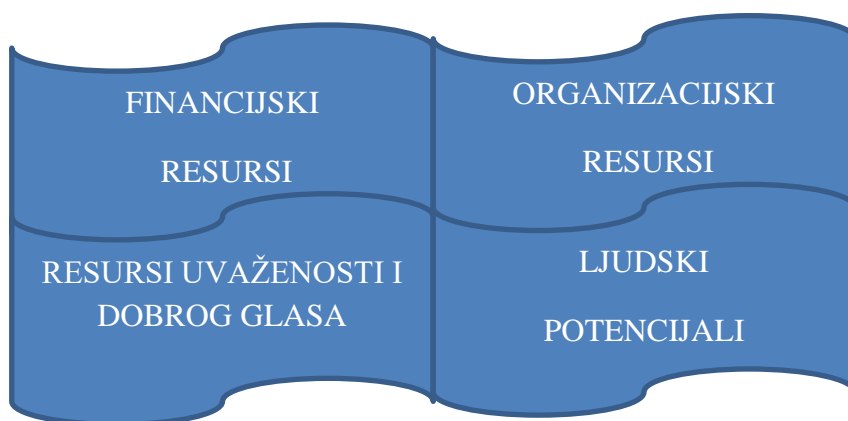 FINANCIJSKI
RESURSI
ORGANIZACIJSKI
RESURSI
RESURSI UVAŽENOSTI I
DOBROG GLASA
LJUDSKI
POTENCIJALI